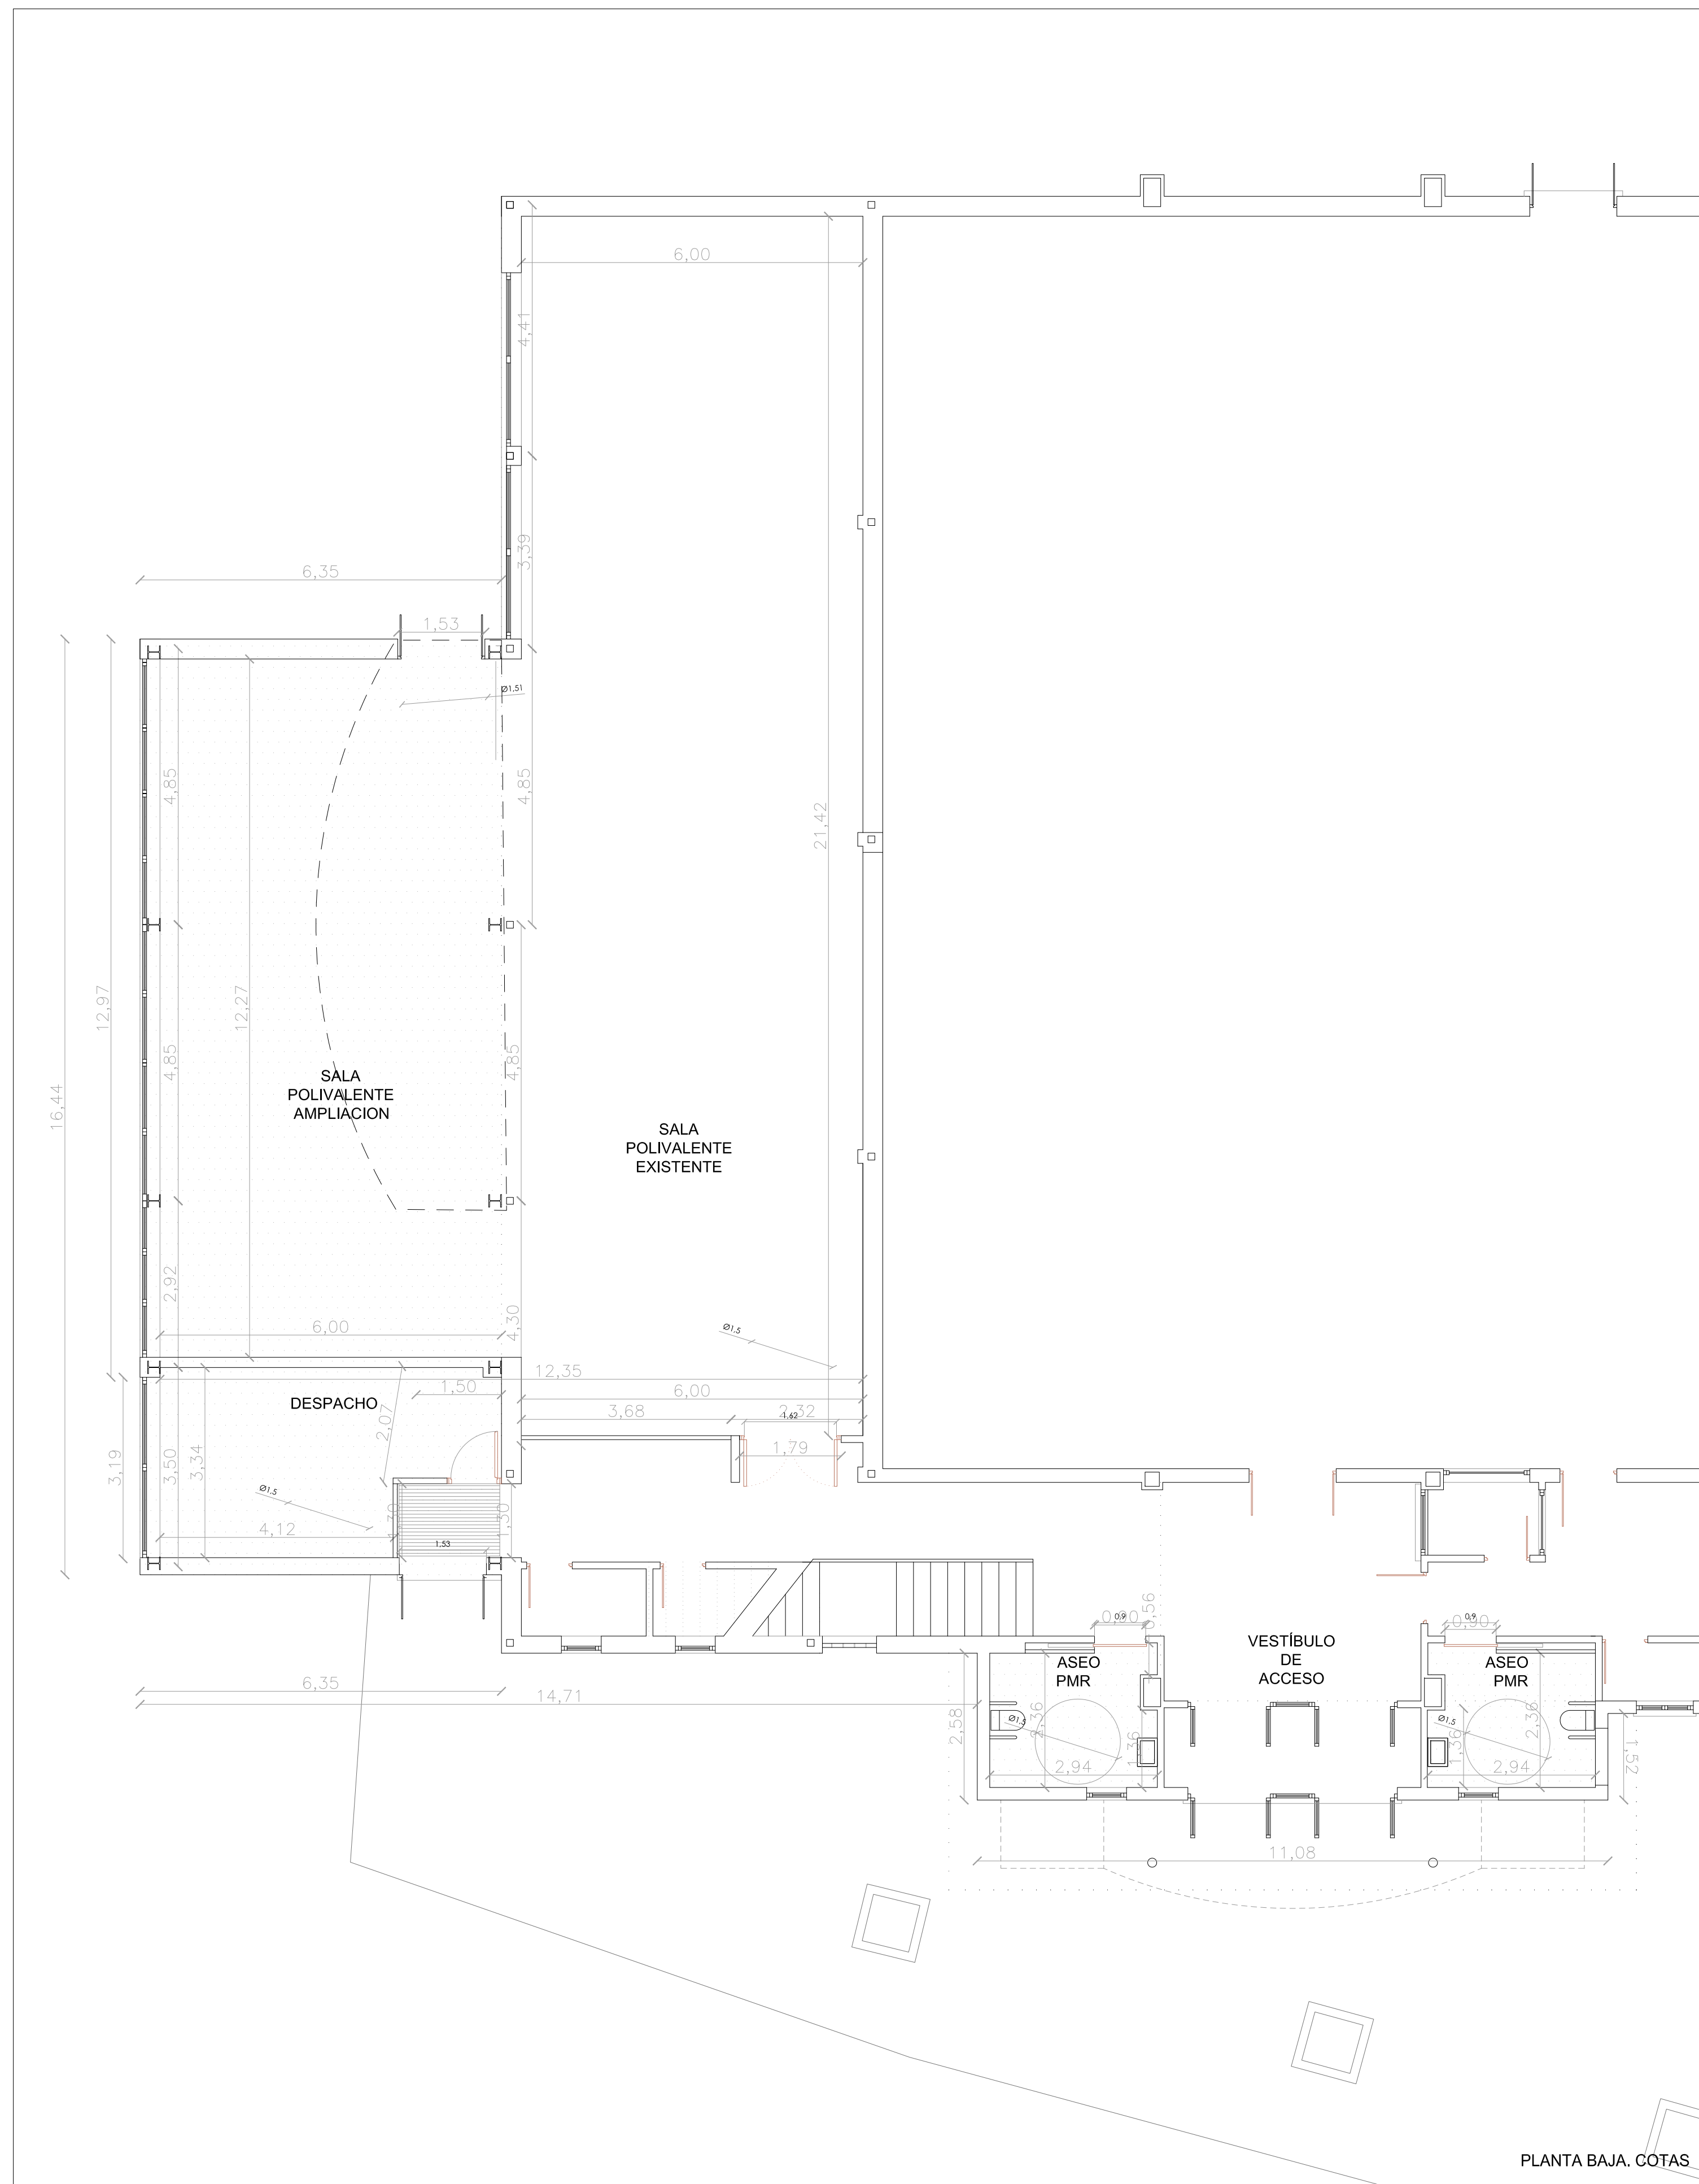 6,00
4,41
3,39
6,35
1,53
Ø1,51
4,85
4,85
21,42
12,97
12,27
4,85
4,85
16,44
SALA
POLIVALENTE
AMPLIACION
SALA
POLIVALENTE
EXISTENTE
2,92
4,30
6,00
Ø1.5
12,35
1,50
6,00
DESPACHO
3,68
2,32
1,62
2,07
1,79
3,19
3,50
3,34
Ø1.5
1,30
1,30
4,12
1,53
0,56
0,90
0,9
0,90
0,9
VESTÍBULO
DE
ACCESO
ASEO
PMR
ASEO
PMR
6,35
14,71
2,58
2,36
Ø1.5
1,36
2,94
Ø1.5
1,36
2,36
2,94
1,52
11,08
PLANTA BAJA. COTAS